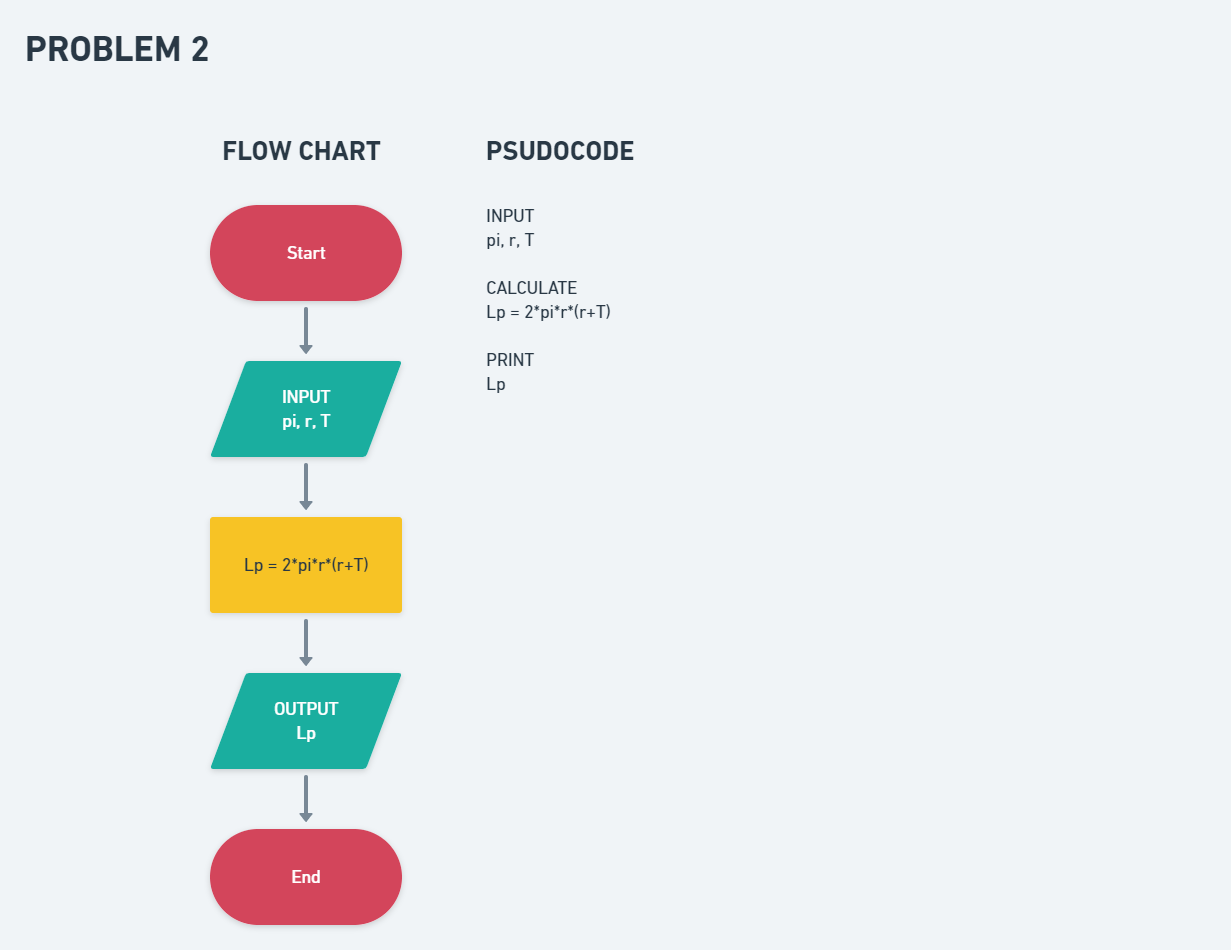 PROBLEM 2
FLOW CHART
Start
INPUT
pi, r, T
Lp = 2*pi*r*(r+T)
OUTPUT
Lp
End
PSUDOCODE
INPUT
pi, r, T
CALCULATE
Lp = 2*pi*r*(r+T)
PRINT
Lp